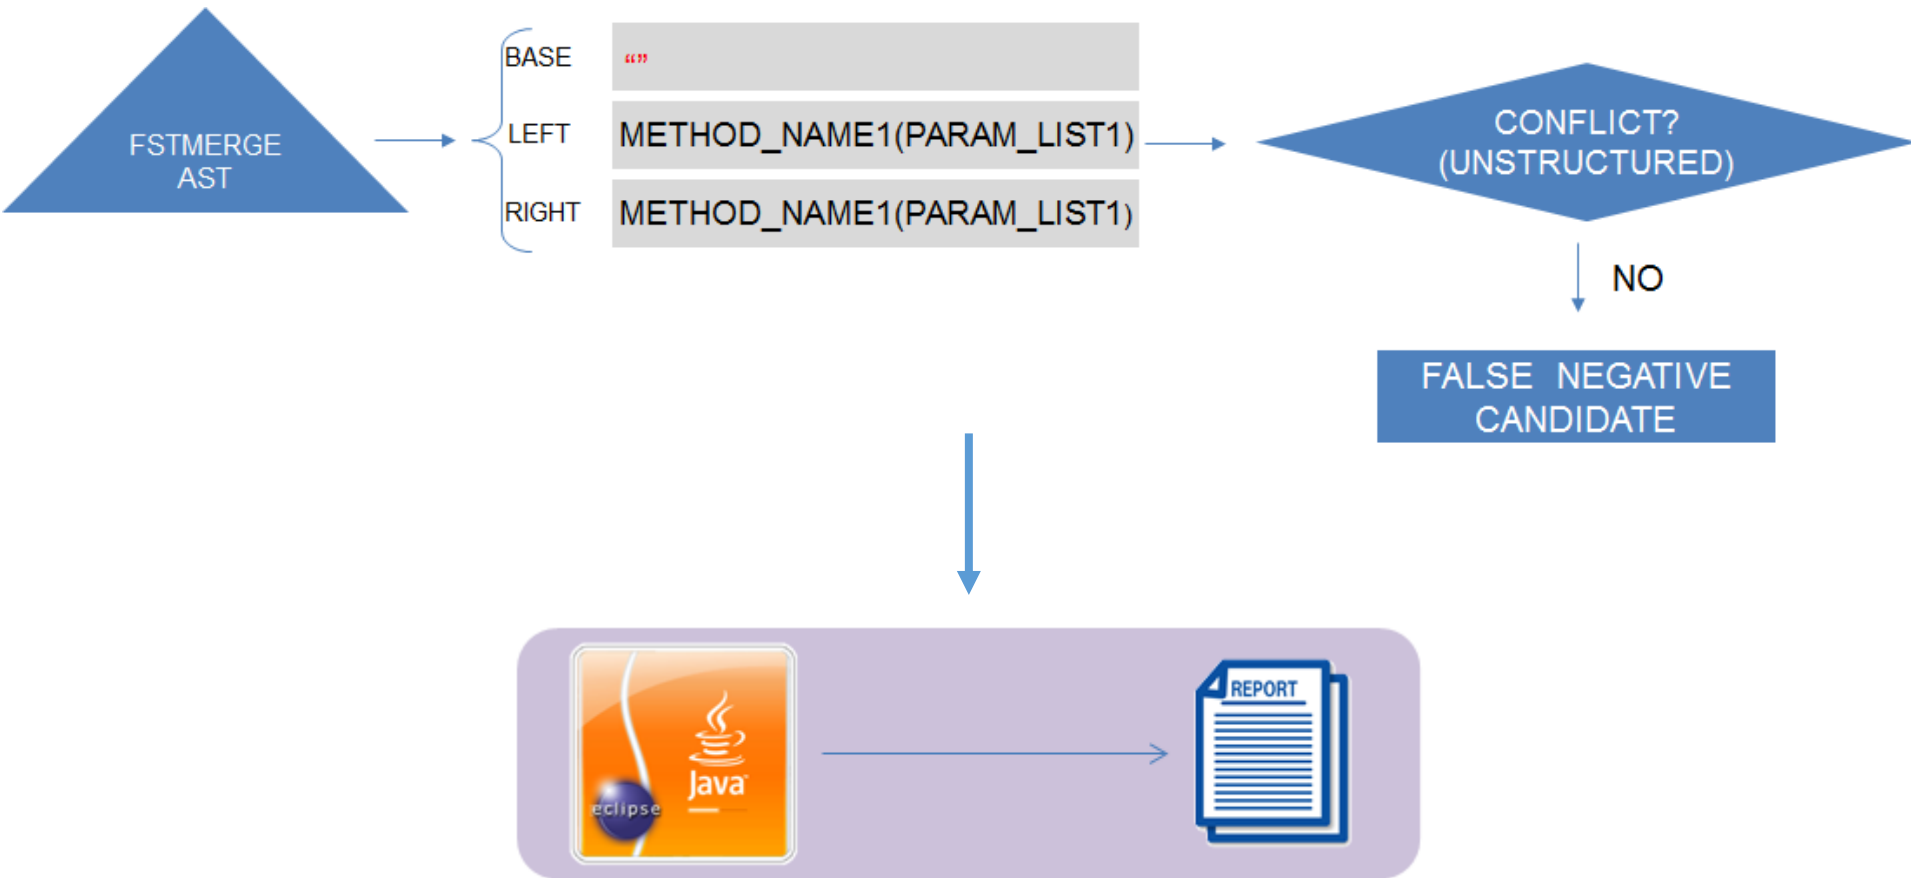 FSTMERGE
AST
BASE
“”
LEFT
METHOD_NAME1(PARAM_LIST1)
RIGHT
METHOD_NAME1(PARAM_LIST1)
CONFLICT?
(UNSTRUCTURED)
NO
FALSE NEGATIVE
CANDIDATE
eclipse
Java
REPORT